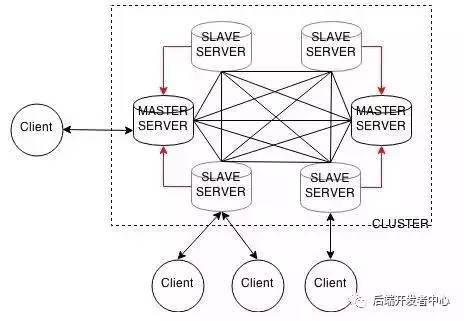 SLAVE
SERVER
SLAVE
SERVER
MASTER
SERVER
MASTER
SERVER
Client
SLAVE
SERVER
SLAVE
SERVER
CLUSTER
Client
Client
Client
后端开发者中心